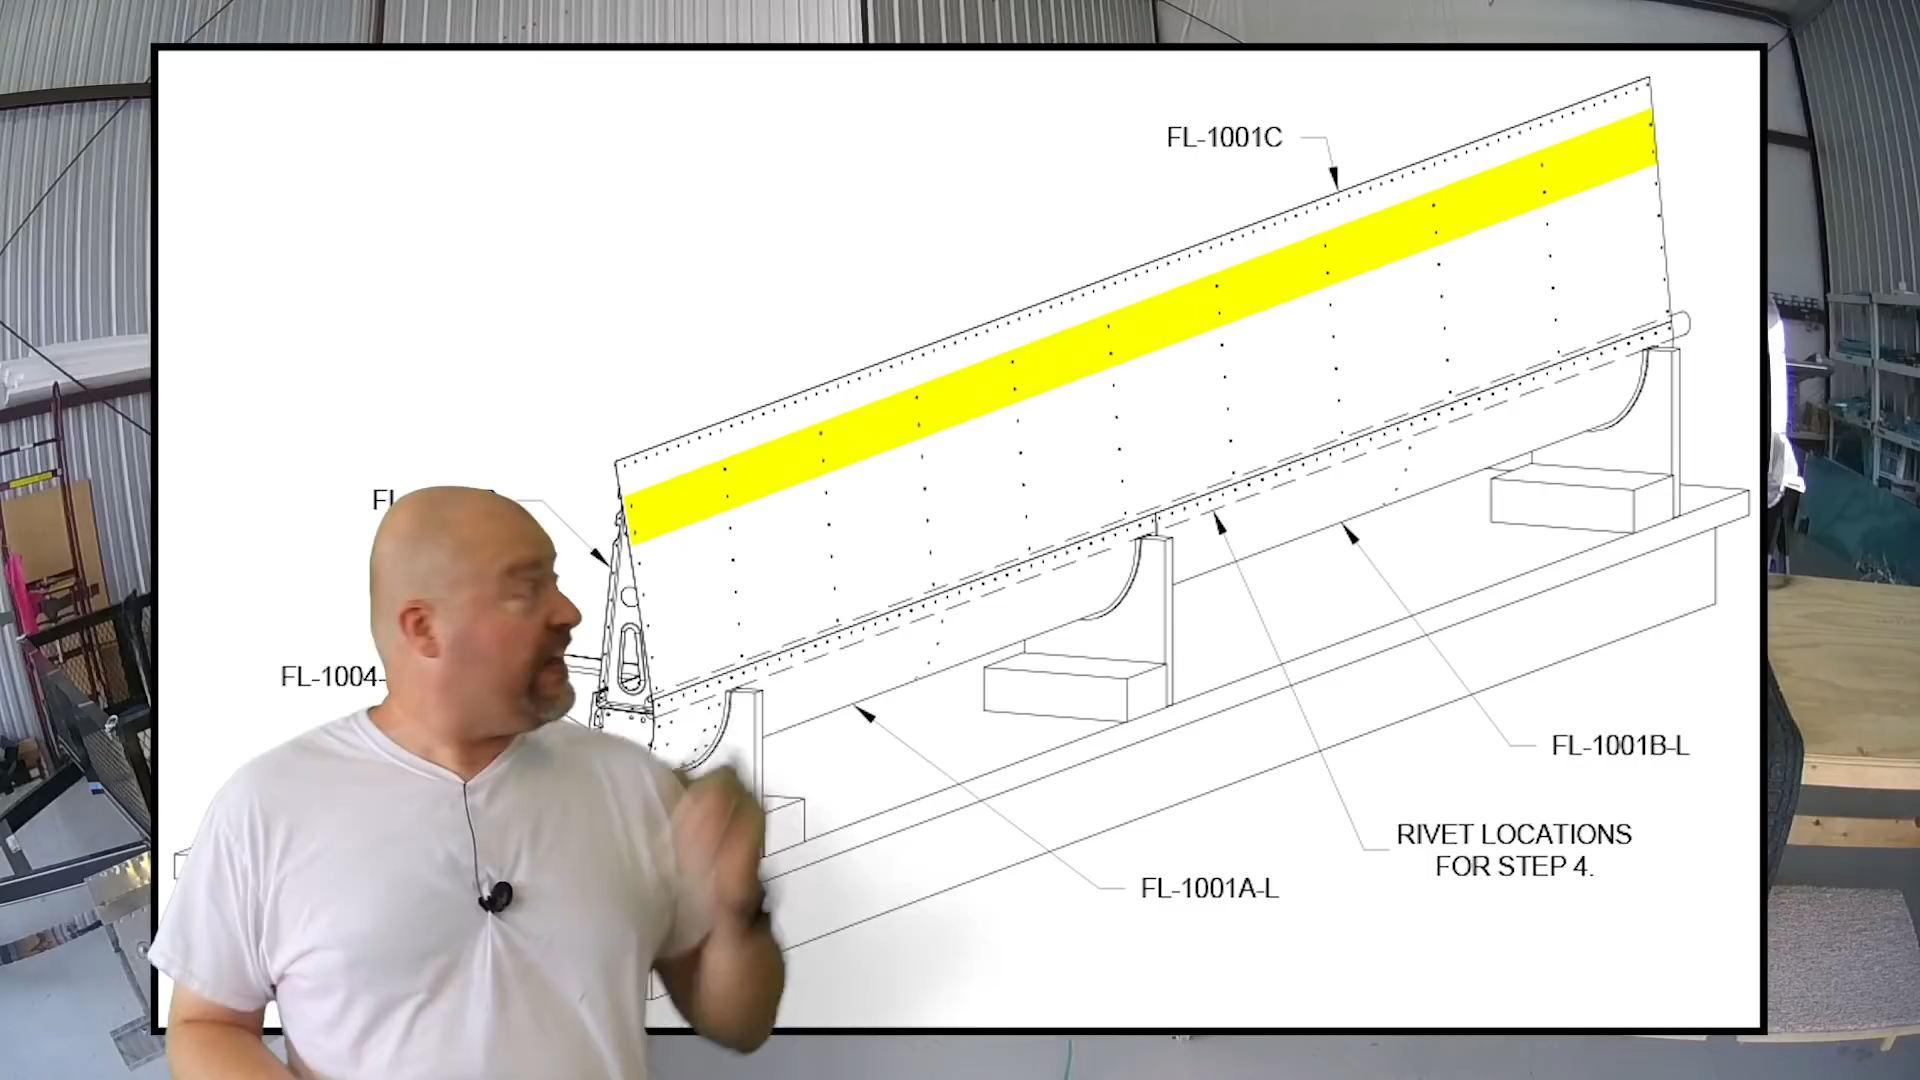 FL-1001C
FL-1004-
FL-1001B-L
RIVET LOCATIONS
FOR STEP 4.
FL-1001A-L